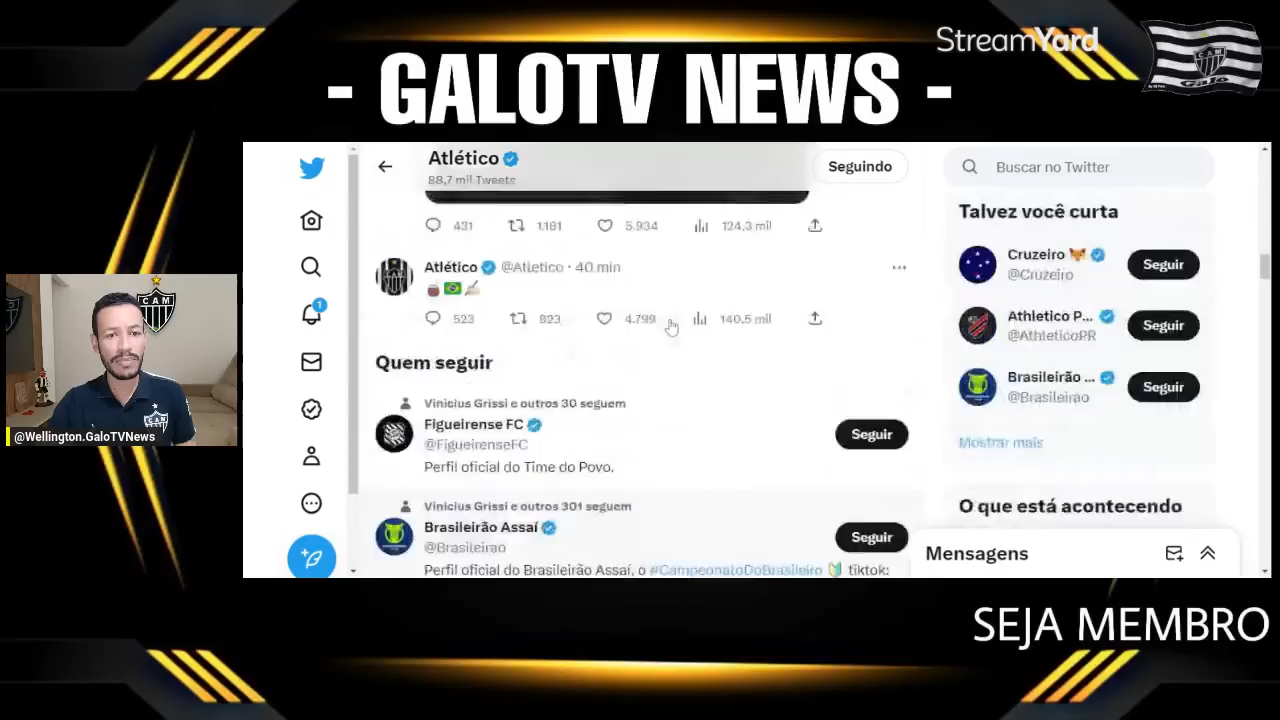 StreamYard
- GALOTV NEWS -
CAM
Galo
Atlético
88,7 mil Tweets
Seguindo
Buscar no Twitter
431 1.181 5.934 124,3 mil
Talvez você curta
Atlético @Atletico · 40 min
523 823 4.799 140,5 mil
Cruzeiro
@Cruzeiro
Seguir
Athletico P...
@AthleticoPR
Seguir
Brasileirão ...
@Brasileirao
Seguir
Mostrar mais
1
CAM
@Wellington.GaloTVNews
Quem seguir
Vinicius Grissi e outros 30 seguem
Figueirense FC
@FigueirenseFC
Seguir
Perfil oficial do Time do Povo.
Vinicius Grissi e outros 301 seguem
Brasileirão Assaí
@Brasileirao
Seguir
Perfil oficial do Brasileirão Assaí, o #CampeonatoDoBrasileiro tiktok:
O que está acontecendo
Mensagens
SEJA MEMBRO